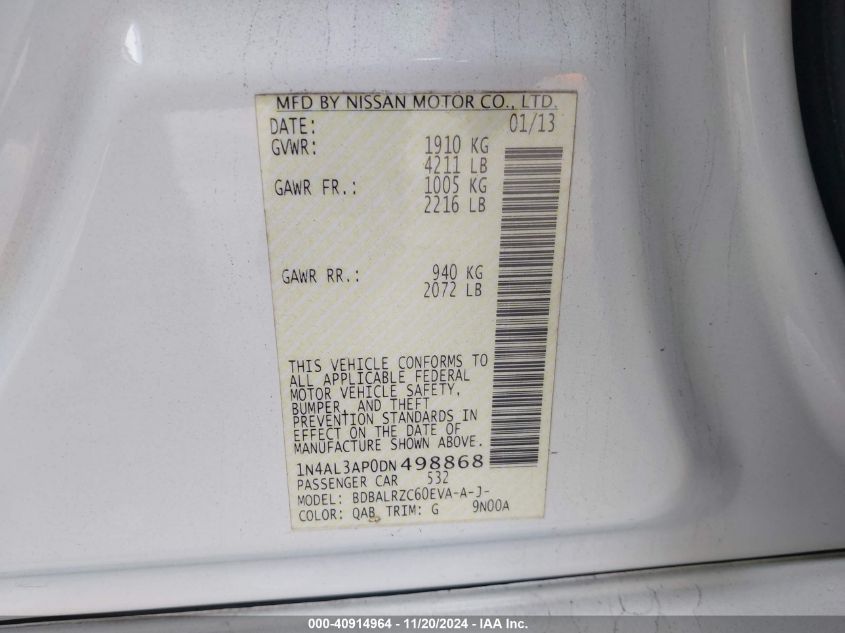 MFD BY NISSAN MOTOR CO., LTD.
DATE: 01/13
GVWR: 1910 KG
4211 LB
GAWR FR.: 1005 KG
2216 LB
GAWR RR.: 940 KG
2072 LB
THIS VEHICLE CONFORMS TO
ALL APPLICABLE FEDERAL
MOTOR VEHICLE SAFETY,
BUMPER, AND THEFT
PREVENTION STANDARDS IN
EFFECT ON THE DATE OF
MANUFACTURE SHOWN ABOVE.
1N4AL3AP0DN498868
PASSENGER CAR 532
MODEL: BDBALRZC60EVA-A-J-
COLOR: QAB TRIM: G 9N00A
000-40914964 - 11/20/2024 - IAA Inc.